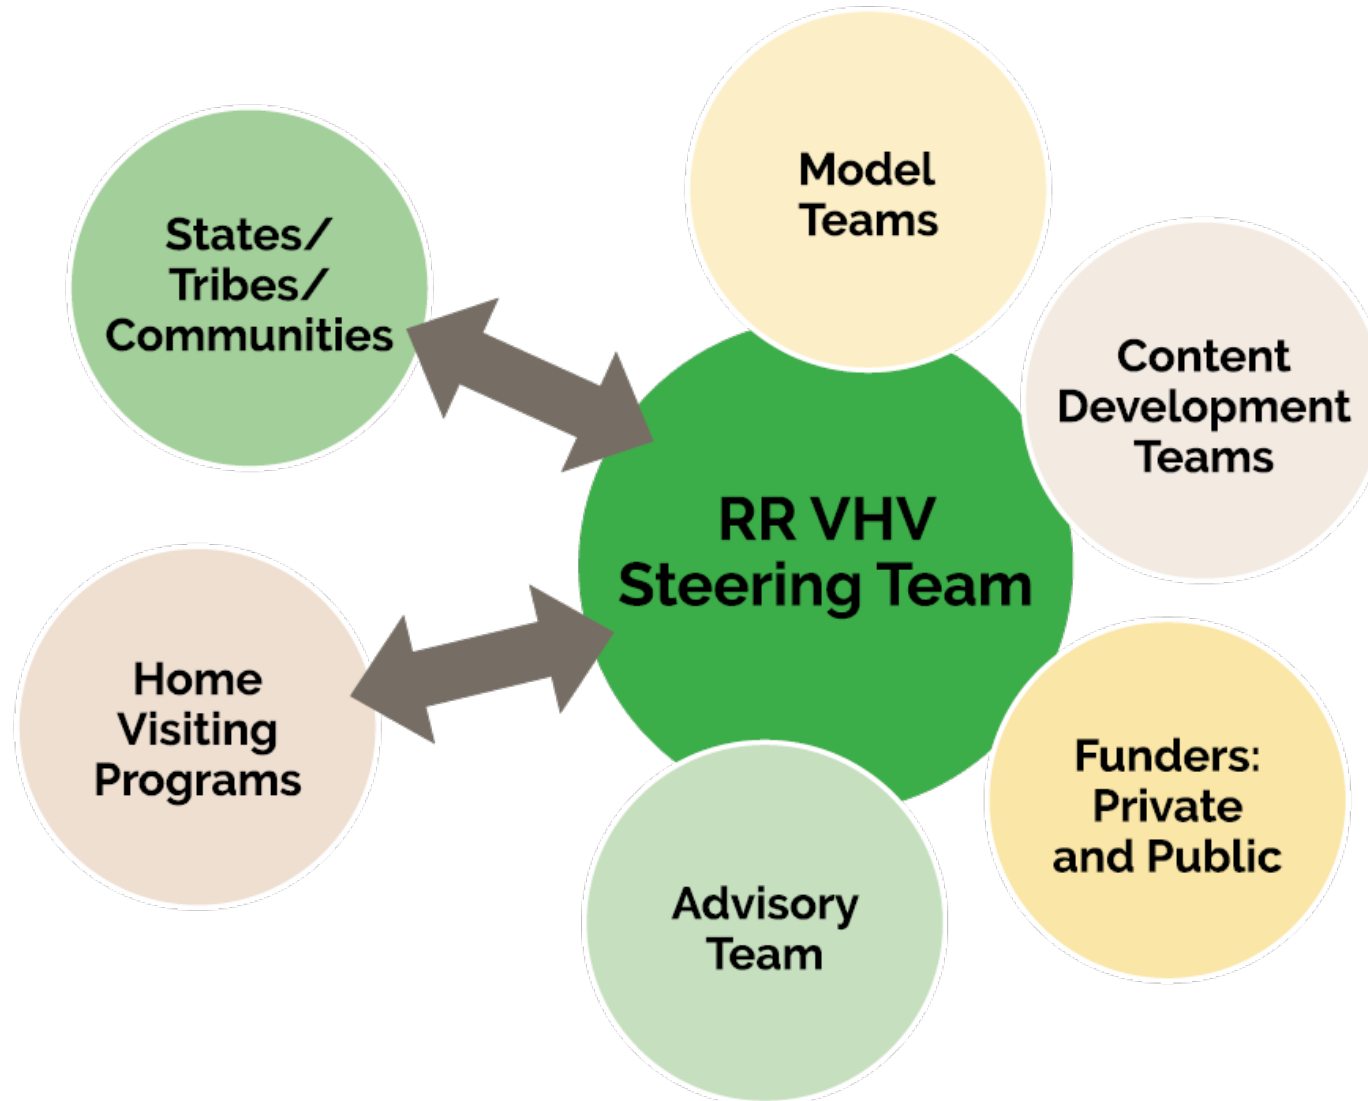 Model
Teams
States/
Tribes/
Communities
Content
Development
Teams
RR VHV
Steering Team
Home
Visiting
Programs
Funders:
Private
and Public
Advisory
Team